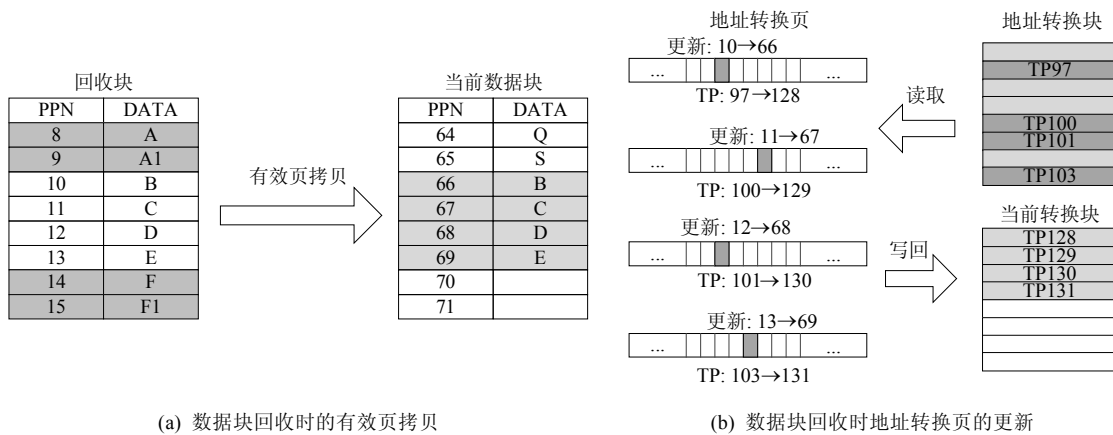 回收块
PPN DATA
8 A
9 A1
10 B
11 C
12 D
13 E
14 F
15 F1
有效页拷贝
当前数据块
PPN DATA
64 Q
65 S
66 B
67 C
68 D
69 E
70
71
(a) 数据块回收时的有效页拷贝
地址转换页
更新: 10→66
... ...
TP: 97→128
更新: 11→67
... ...
TP: 100→129
更新: 12→68
... ...
TP: 101→130
更新: 13→69
... ...
TP: 103→131
读取
写回
地址转换块
TP97
TP100
TP101
TP103
当前转换块
TP128
TP129
TP130
TP131
(b) 数据块回收时地址转换页的更新